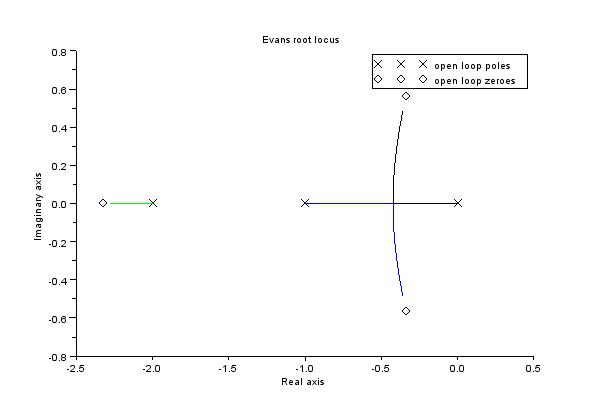 Evans root locus
open loop poles
open loop zeroes
0.8
0.6
0.4
0.2
0.0
-0.2
-0.4
-0.6
-0.8
Imaginary axis
-2.5 -2.0 -1.5 -1.0 -0.5 0.0 0.5
Real axis